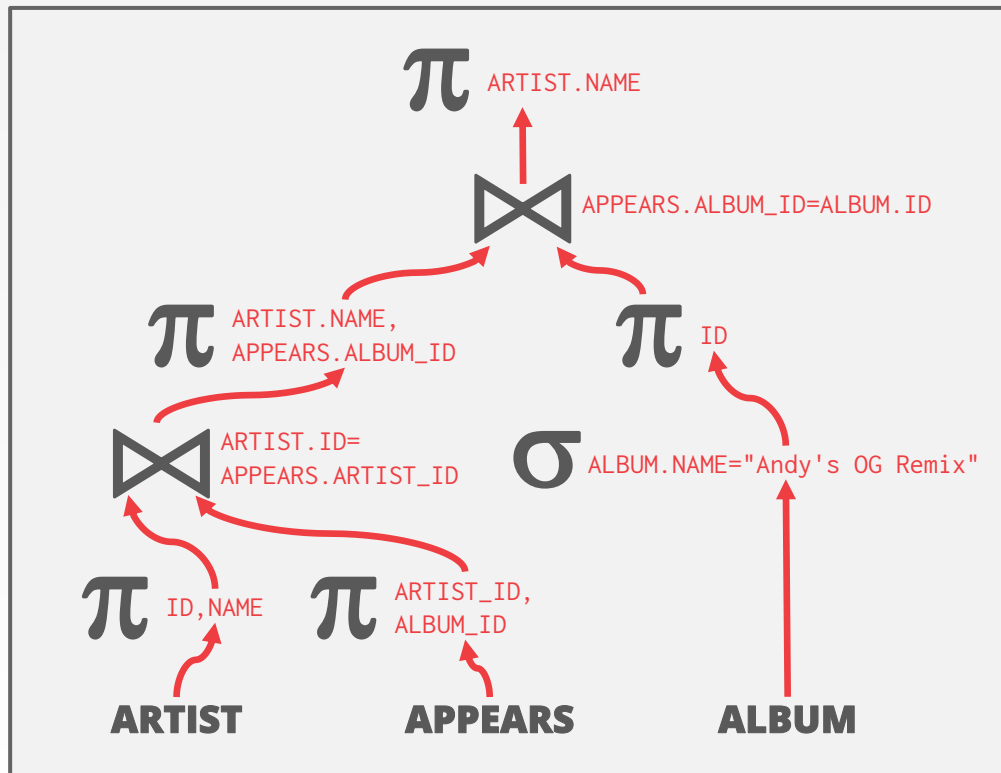 π ARTIST.NAME
⋈ APPEARS.ALBUM_ID=ALBUM.ID
π ARTIST.NAME,
APPEARS.ALBUM_ID
π ID
⋈ ARTIST.ID=
APPEARS.ARTIST_ID
σ ALBUM.NAME="Andy's OG Remix"
π ID,NAME
π ARTIST_ID,
ALBUM_ID
ARTIST
APPEARS
ALBUM